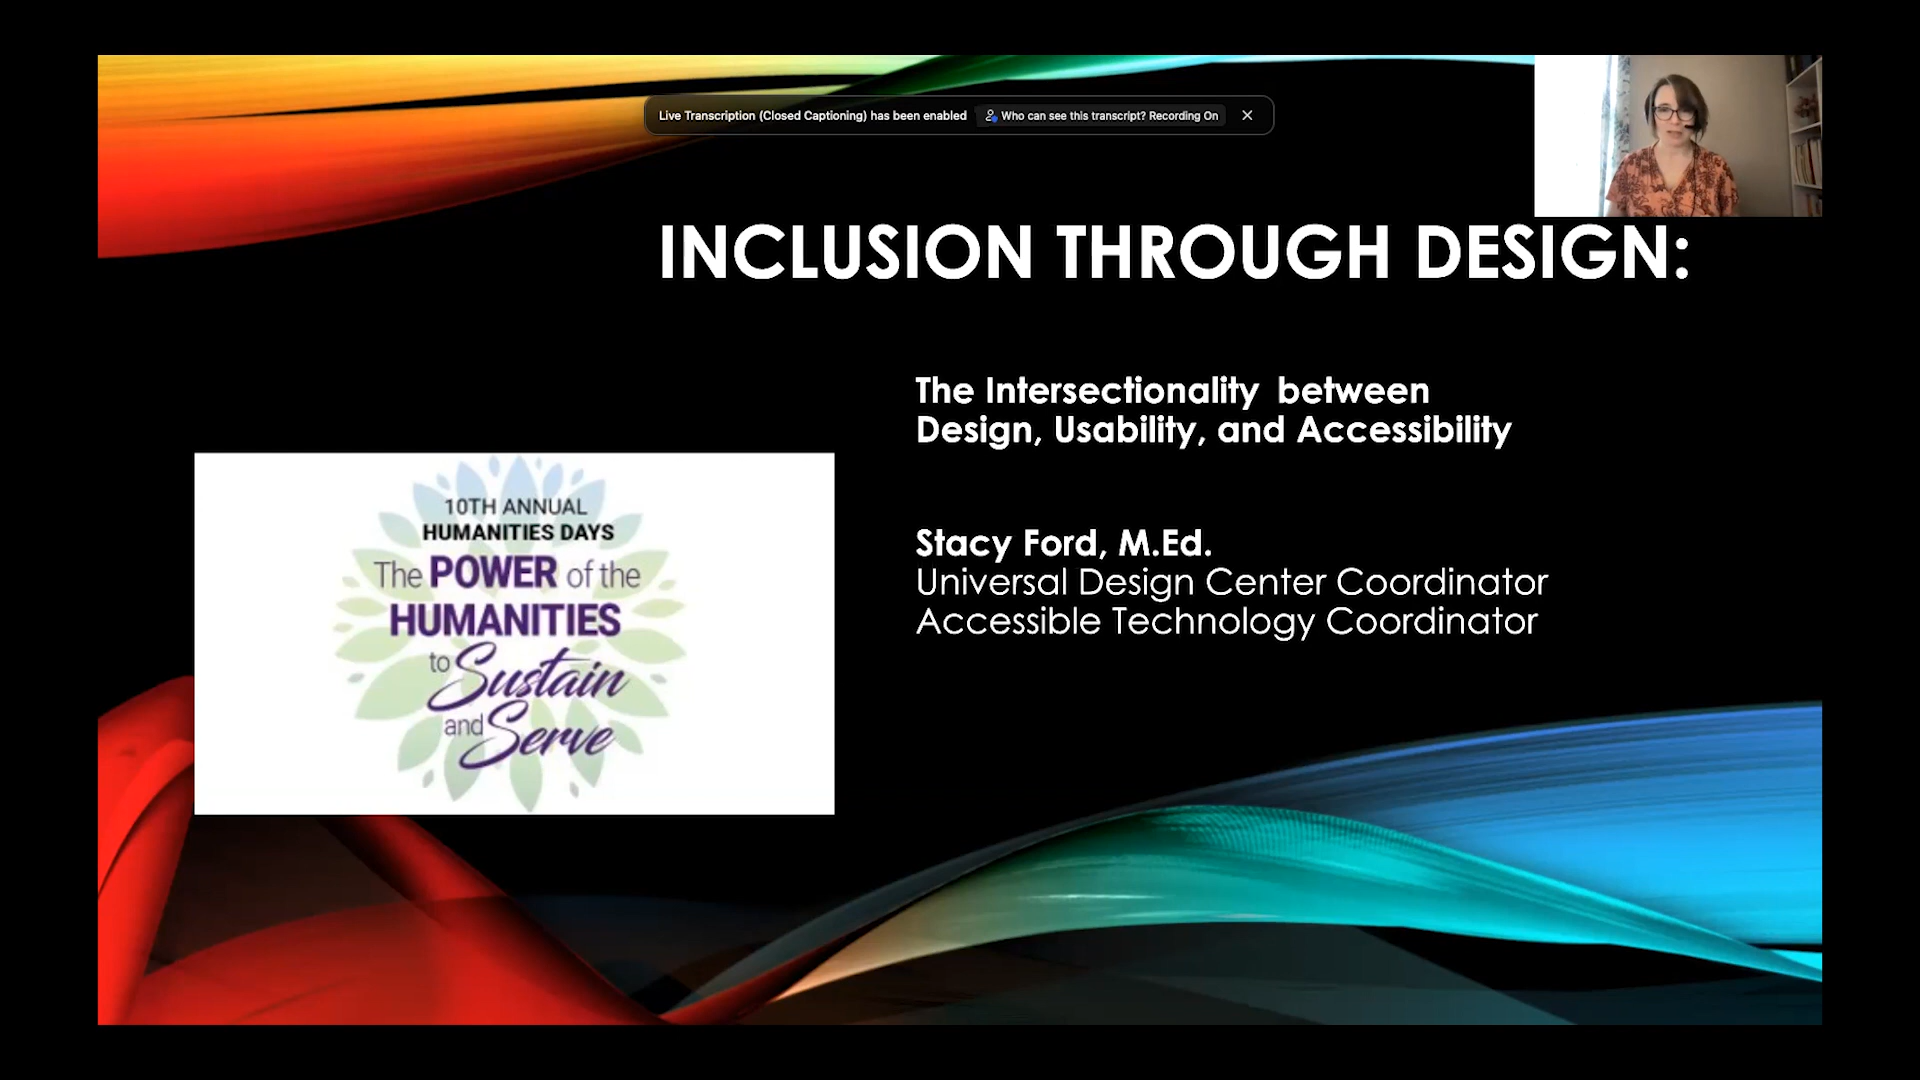 Live Transcription (Closed Captioning) has been enabled Who can see this transcript? Recording On
INCLUSION THROUGH DESIGN:
The Intersectionality between
Design, Usability, and Accessibility
Stacy Ford, M.Ed.
Universal Design Center Coordinator
Accessible Technology Coordinator
10TH ANNUAL
HUMANITIES DAYS
The POWER of the
HUMANITIES
to Sustain
and Serve